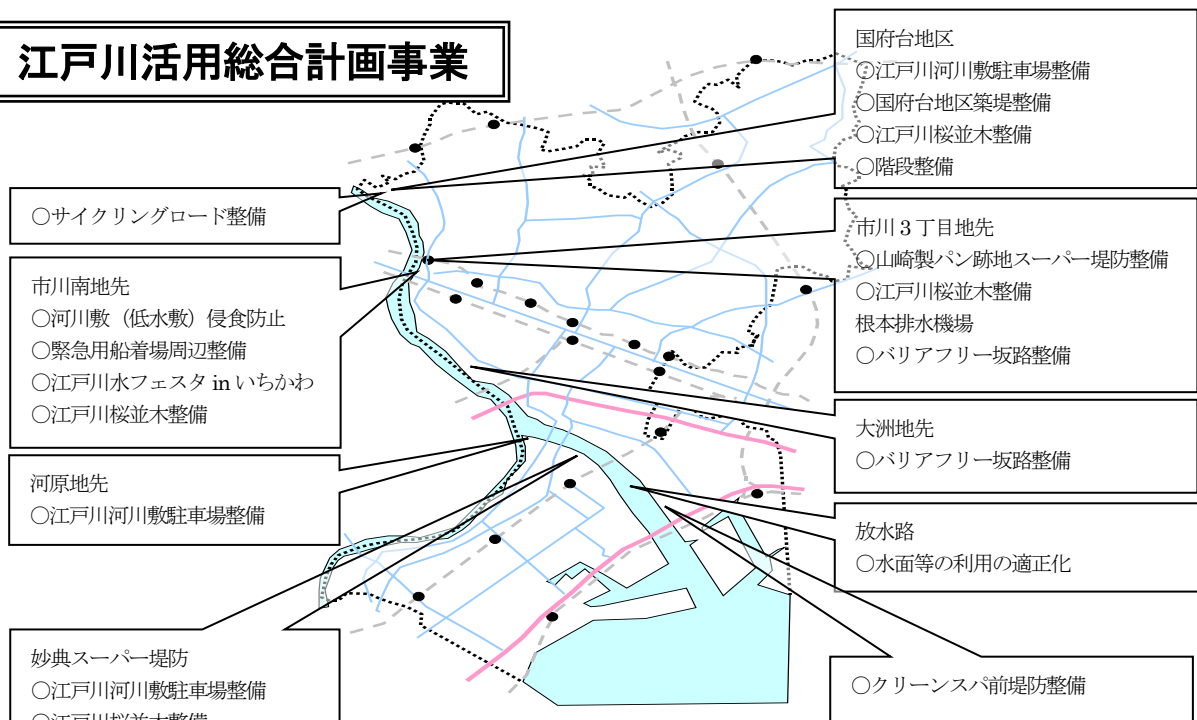 江戸川活用総合計画事業
国府台地区
○江戸川河川敷駐車場整備
○国府台地区築堤整備
○江戸川桜並木整備
○階段整備
○サイクリングロード整備
市川3丁目地先
○山崎製パン跡地スーパー堤防整備
○江戸川桜並木整備
根本排水機場
○バリアフリー坂路整備
市川南地先
○河川敷（低水敷）侵食防止
○緊急用船着場周辺整備
○江戸川水フェスタ in いちかわ
○江戸川桜並木整備
大洲地先
○バリアフリー坂路整備
河原地先
○江戸川河川敷駐車場整備
放水路
○水面等の利用の適正化
妙典スーパー堤防
○江戸川河川敷駐車場整備
○江戸川桜並木整備
○クリーンスパ前堤防整備